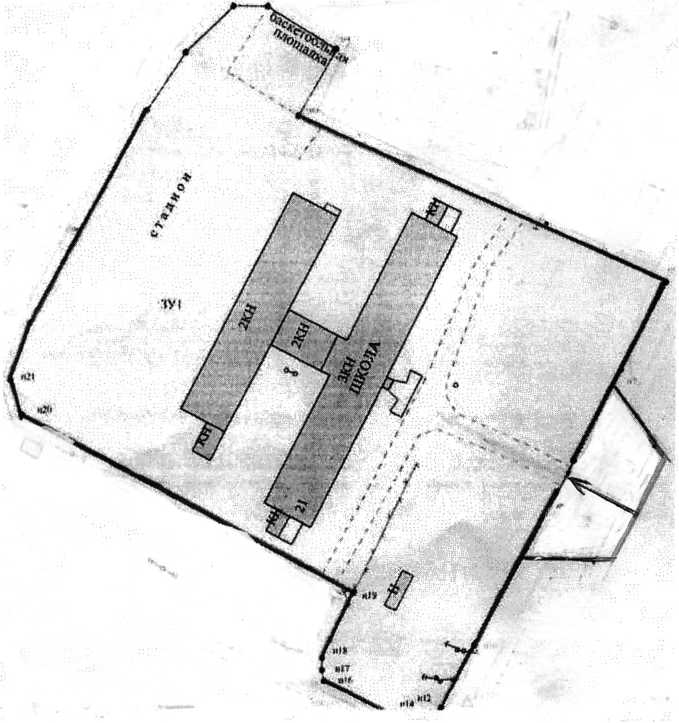 баскетбольная
площадка
стадион
КН
:ЗУ1
2КН
2КН
3КН
ШКОЛА
н21
н20
КН
21
КН
н19
Н
н18
н17
н16
н14
н12